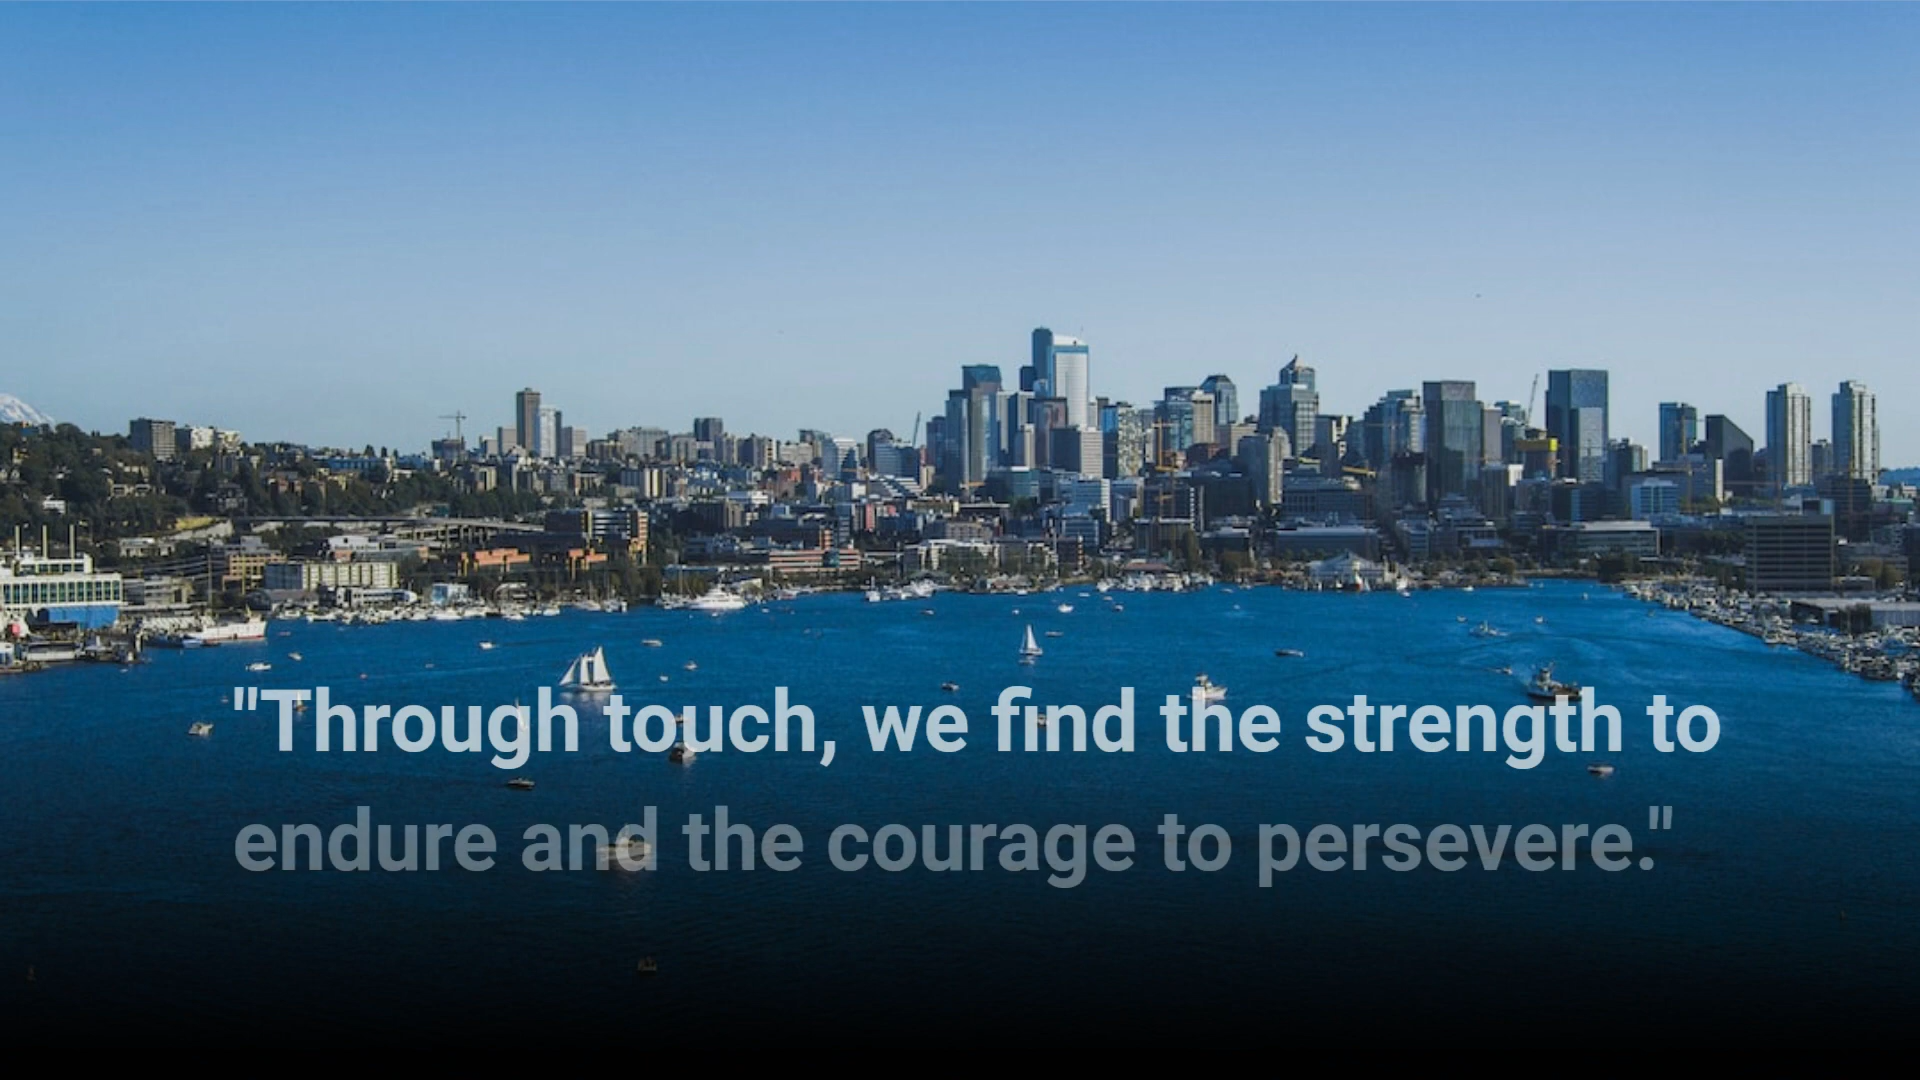 "Through touch, we find the strength to
endure and the courage to persevere."